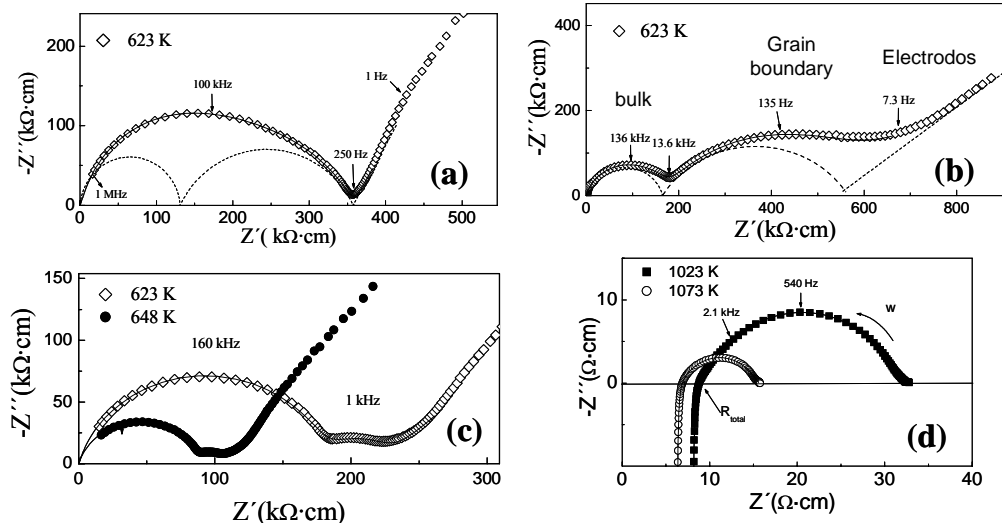 623 K
100 kHz
1 Hz
1 MHz
250 Hz
(a)
-Z´´(kΩ·cm)
200
100
0
0 100 200 300 400 500
Z´( kΩ·cm)
623 K
Grain
boundary
Electrodos
bulk
136 kHz
13.6 kHz
135 Hz
7.3 Hz
(b)
-Z´´(kΩ·cm)
400
300
200
100
0
0 200 400 600 800
Z´(kΩ·cm)
623 K
648 K
160 kHz
1 kHz
(c)
-Z´´(kΩ·cm)
150
100
50
0
0 100 200 300
Z´(kΩ·cm)
1023 K
1073 K
540 Hz
2.1 kHz
w
Rtotal
(d)
-Z´´(Ω·cm)
10
0
0 10 20 30 40
Z´(Ω·cm)